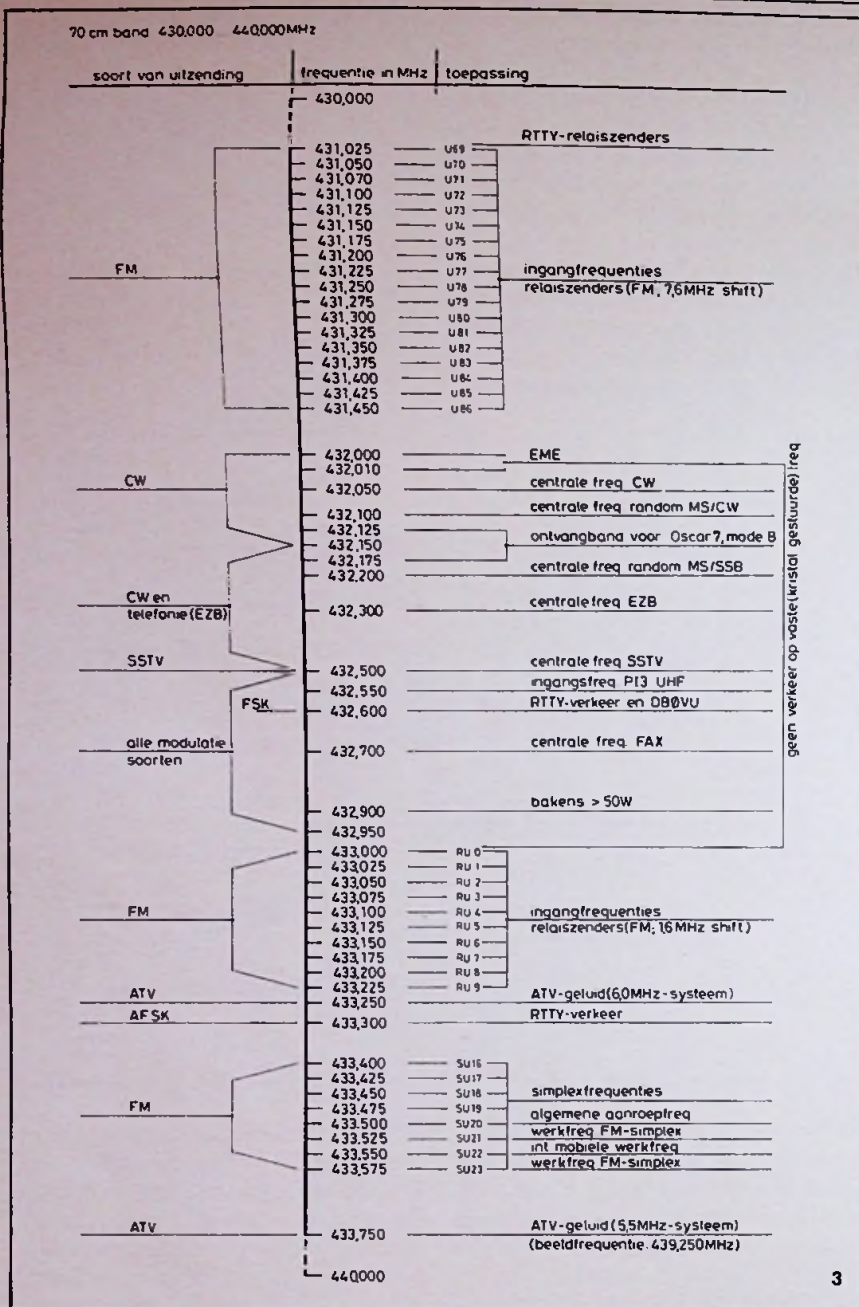 70 cm band 430,000 440,000MHz
soort van uitzending frequentie in MHz toepassing
430,000
RTTY-relaiszenders
431,025 U69
431,050 U70
431,070 U71
431,100 U72
431,125 U73
431,150 U74
431,175 U75
431,200 U76
FM 431,225 U77 ingangfrequenties
431,250 U78 relaiszenders (FM, 7,6MHz shift)
431,275 U79
431,300 U80
431,325 U81
431,350 U82
431,375 U83
431,400 U84
431,425 U85
431,450 U86
432,000 EME
432,010
CW 432,050 centrale freq CW
432,100 centrale freq random MS/CW
432,125
432,150 ontvangband voor Oscar 7, mode B
432,175
432,200 centrale freq random MS/SSB
CW en
telefonie (EZB) 432,300 centrale freq EZB
SSTV 432,500 centrale freq SSTV
432,550 ingangsfreq PI3 UHF
FSK 432,600 RTTY-verkeer en DBØVU
alle modulatie
soorten 432,700 centrale freq. FAX
432,900 bakens > 50W
432,950
geen verkeer op vaste (kristal gestuurde) freq
433,000 RU 0
433,025 RU 1
433,050 RU 2
433,075 RU 3
FM 433,100 RU 4 ingangfrequenties
433,125 RU 5 relaiszenders (FM; 1,6MHz shift)
433,150 RU 6
433,175 RU 7
433,200 RU 8
433,225 RU 9
ATV 433,250 ATV-geluid (6,0MHz-systeem)
AFSK 433,300 RTTY-verkeer
433,400 SU16
433,425 SU17
433,450 SU18 simplexfrequenties
FM 433,475 SU19
433,500 SU20 algemene aanroepfreq
433,525 SU21 werkfreq FM-simplex
433,550 SU22 int mobiele werkfreq
433,575 SU23 werkfreq FM-simplex
ATV 433,750 ATV-geluid (5,5MHz-systeem)
(beeldfrequentie. 439,250MHz)
440,000
3